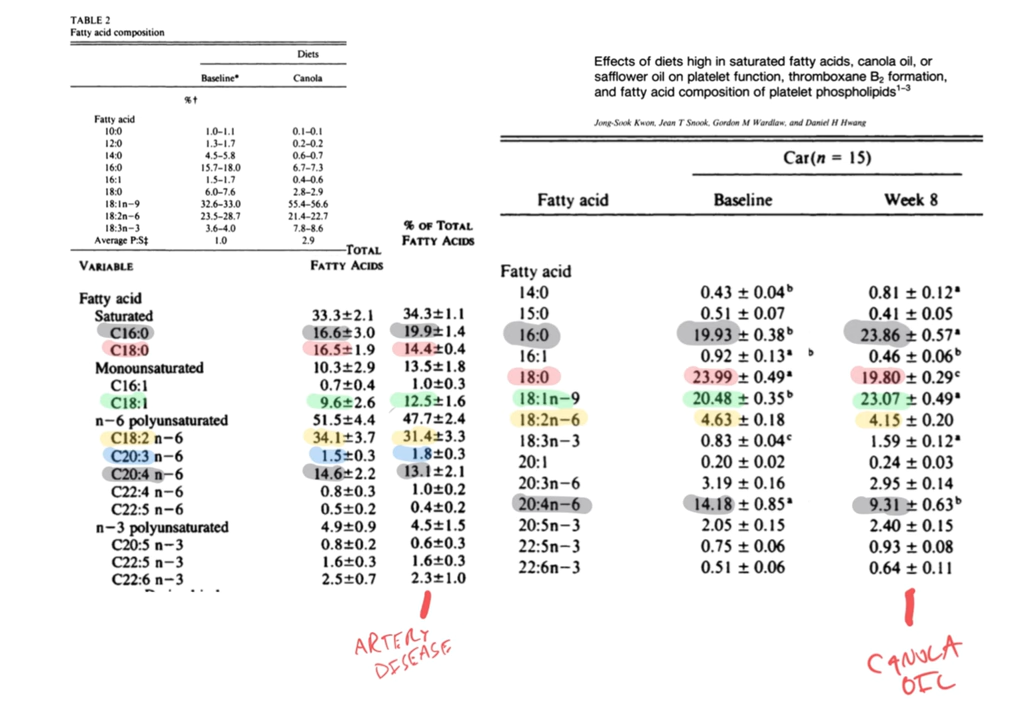 TABLE 2
Fatty acid composition
Diets
Baseline* Canola
%†
Fatty acid
10:0 1.0–1.1 0.1–0.1
12:0 1.3–1.7 0.2–0.2
14:0 4.5–5.8 0.6–0.7
16:0 15.7–18.0 6.7–7.3
16:1 1.5–1.7 0.4–0.6
18:0 6.0–7.6 2.8–2.9
18:1n–9 32.6–33.0 55.4–56.6
18:2n–6 23.5–28.7 21.4–22.7
18:3n–3 3.6–4.0 7.8–8.6
Average P:S‡ 1.0 2.9
VARIABLE TOTAL FATTY ACIDS % OF TOTAL FATTY ACIDS
Fatty acid
Saturated 33.3±2.1 34.3±1.1
C16:0 16.6±3.0 19.9±1.4
C18:0 16.5±1.9 14.4±0.4
Monounsaturated 10.3±2.9 13.5±1.8
C16:1 0.7±0.4 1.0±0.3
C18:1 9.6±2.6 12.5±1.6
n−6 polyunsaturated 51.5±4.4 47.7±2.4
C18:2 n−6 34.1±3.7 31.4±3.3
C20:3 n−6 1.5±0.3 1.8±0.3
C20:4 n−6 14.6±2.2 13.1±2.1
C22:4 n−6 0.8±0.3 1.0±0.2
C22:5 n−6 0.5±0.2 0.4±0.2
n−3 polyunsaturated 4.9±0.9 4.5±1.5
C20:5 n−3 0.8±0.2 0.6±0.3
C22:5 n−3 1.6±0.3 1.6±0.3
C22:6 n−3 2.5±0.7 2.3±1.0
ARTERY
DISEASE
Effects of diets high in saturated fatty acids, canola oil, or
safflower oil on platelet function, thromboxane B₂ formation,
and fatty acid composition of platelet phospholipids¹⁻³
Jong-Sook Kwon, Jean T Snook, Gordon M Wardlaw, and Daniel H Hwang
Car(n = 15)
Fatty acid Baseline Week 8
Fatty acid
14:0 0.43 ± 0.04ᵇ 0.81 ± 0.12ᵃ
15:0 0.51 ± 0.07 0.41 ± 0.05
16:0 19.93 ± 0.38ᵇ 23.86 ± 0.57ᵃ
16:1 0.92 ± 0.13ᵃ ᵇ 0.46 ± 0.06ᵇ
18:0 23.99 ± 0.49ᵃ 19.80 ± 0.29ᶜ
18:1n−9 20.48 ± 0.35ᵇ 23.07 ± 0.49ᵃ
18:2n−6 4.63 ± 0.18 4.15 ± 0.20
18:3n−3 0.83 ± 0.04ᶜ 1.59 ± 0.12ᵃ
20:1 0.20 ± 0.02 0.24 ± 0.03
20:3n−6 3.19 ± 0.16 2.95 ± 0.14
20:4n−6 14.18 ± 0.85ᵃ 9.31 ± 0.63ᵇ
20:5n−3 2.05 ± 0.15 2.40 ± 0.15
22:5n−3 0.75 ± 0.06 0.93 ± 0.08
22:6n−3 0.51 ± 0.06 0.64 ± 0.11
CANOLA
OIL